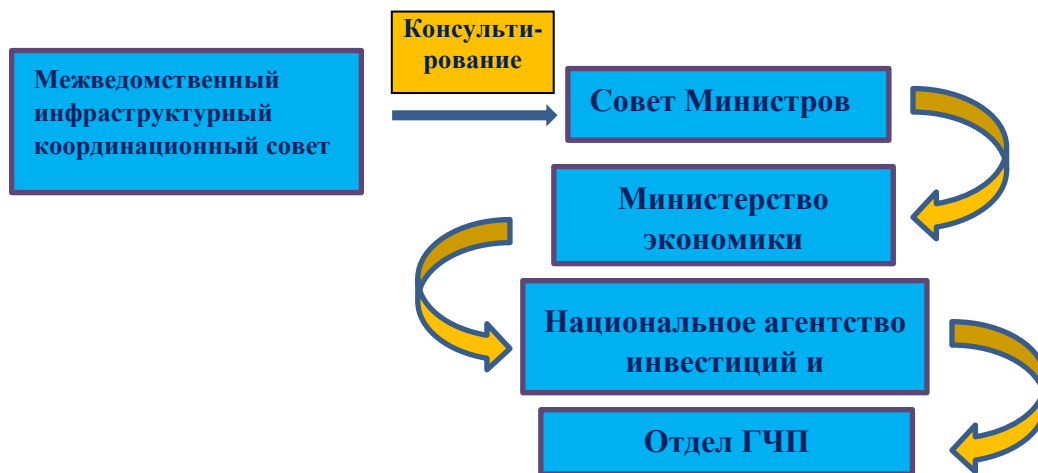 Консульти-
рование
Межведомственный
инфраструктурный
координационный совет
Совет Министров
Министерство
экономики
Национальное агентство
инвестиций и
Отдел ГЧП